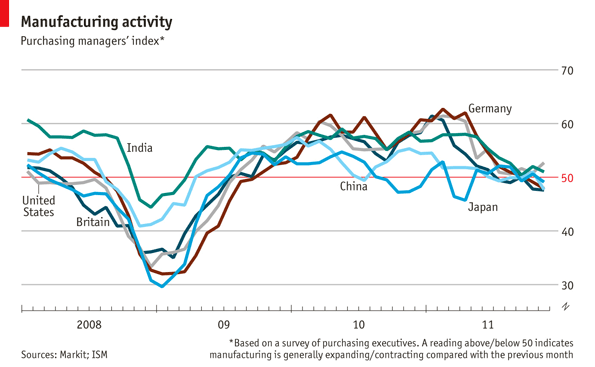 Manufacturing activity
Purchasing managers' index*
70
Germany
60
India
50
United
States
China
Britain
Japan
40
30
2008
09
10
11
Sources: Markit; ISM
*Based on a survey of purchasing executives. A reading above/below 50 indicates
manufacturing is generally expanding/contracting compared with the previous month